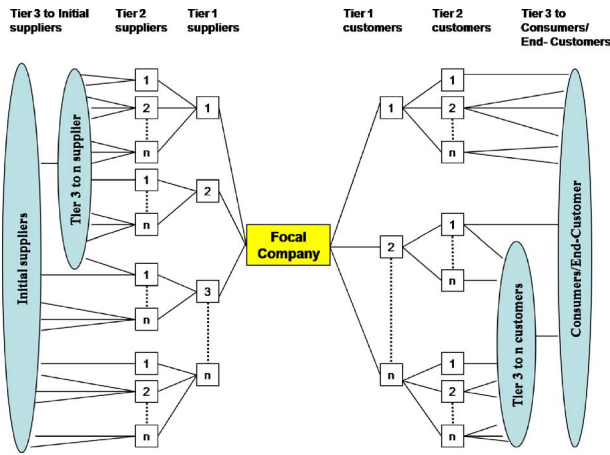 Tier 3 to Initial
suppliers
Tier 2
suppliers
Tier 1
suppliers
Tier 1
customers
Tier 2
customers
Tier 3 to
Consumers/
End- Customers
Initial suppliers
Tier 3 to n supplier
1
2
n
1
n
1
n
1
2
n
1
2
3
n
Focal
Company
1
2
n
1
2
n
1
n
1
2
n
Tier 3 to n customers
Consumers/End-Customer